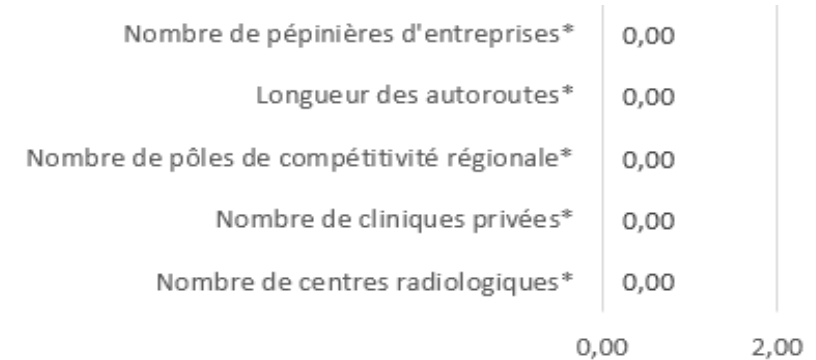 Nombre de pépinières d'entreprises* 0,00
Longueur des autoroutes* 0,00
Nombre de pôles de compétitivité régionale* 0,00
Nombre de cliniques privées* 0,00
Nombre de centres radiologiques* 0,00
0,00 2,00